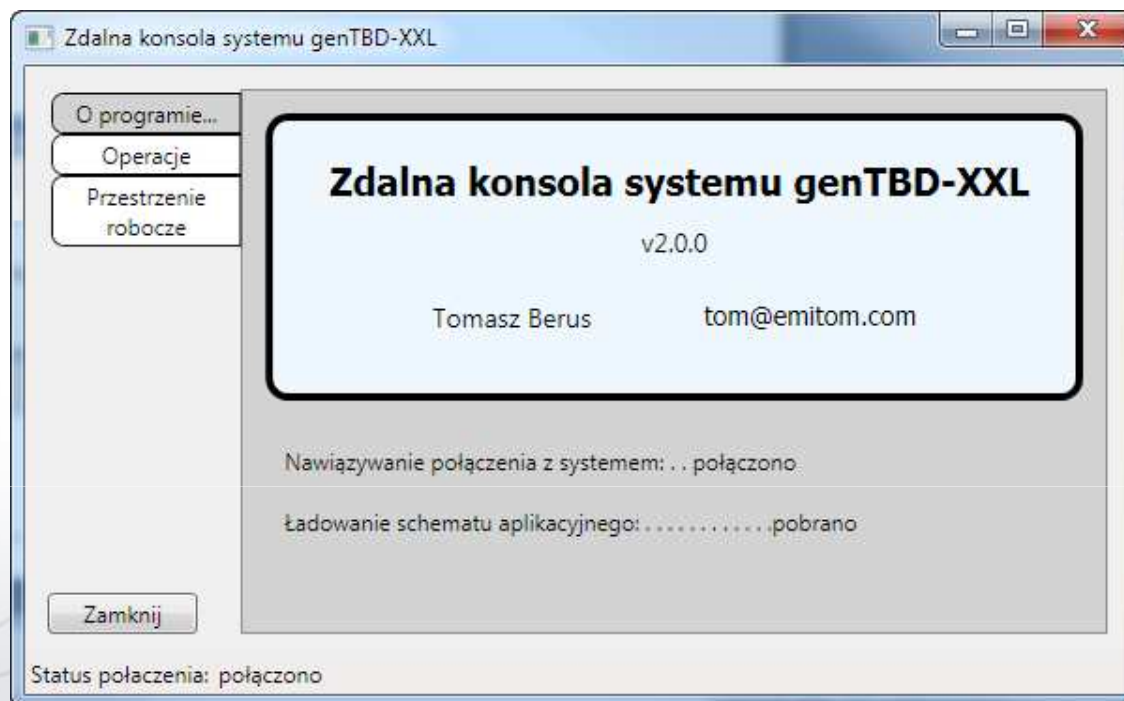 Zdalna konsola systemu genTBD-XXL
O programie...
Operacje
Przestrzenie
robocze
Zdalna konsola systemu genTBD-XXL
v2.0.0
Tomasz Berus tom@emitom.com
Nawiązywanie połączenia z systemem: . . połączono
Ładowanie schematu aplikacyjnego: . . . . . . . . . . . .pobrano
Zamknij
Status połaczenia: połączono